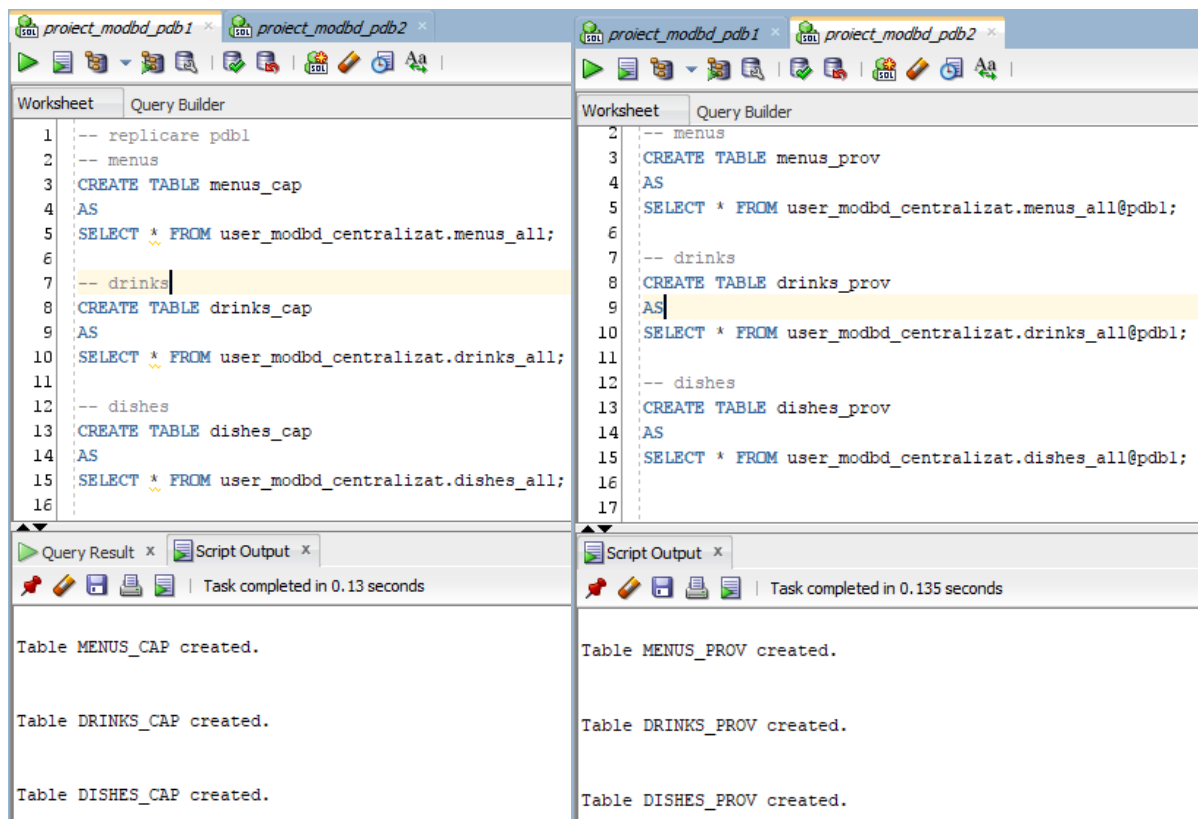 proiect_modbd_pdb1 × proiect_modbd_pdb2 ×
Worksheet Query Builder
1 -- replicare pdb1
2 -- menus
3 CREATE TABLE menus_cap
4 AS
5 SELECT * FROM user_modbd_centralizat.menus_all;
6
7 -- drinks
8 CREATE TABLE drinks_cap
9 AS
10 SELECT * FROM user_modbd_centralizat.drinks_all;
11
12 -- dishes
13 CREATE TABLE dishes_cap
14 AS
15 SELECT * FROM user_modbd_centralizat.dishes_all;
16
Query Result x Script Output x
Task completed in 0.13 seconds
Table MENUS_CAP created.
Table DRINKS_CAP created.
Table DISHES_CAP created.
proiect_modbd_pdb1 × proiect_modbd_pdb2 ×
Worksheet Query Builder
2 -- menus
3 CREATE TABLE menus_prov
4 AS
5 SELECT * FROM user_modbd_centralizat.menus_all@pdb1;
6
7 -- drinks
8 CREATE TABLE drinks_prov
9 AS
10 SELECT * FROM user_modbd_centralizat.drinks_all@pdb1;
11
12 -- dishes
13 CREATE TABLE dishes_prov
14 AS
15 SELECT * FROM user_modbd_centralizat.dishes_all@pdb1;
16
17
Script Output x
Task completed in 0.135 seconds
Table MENUS_PROV created.
Table DRINKS_PROV created.
Table DISHES_PROV created.